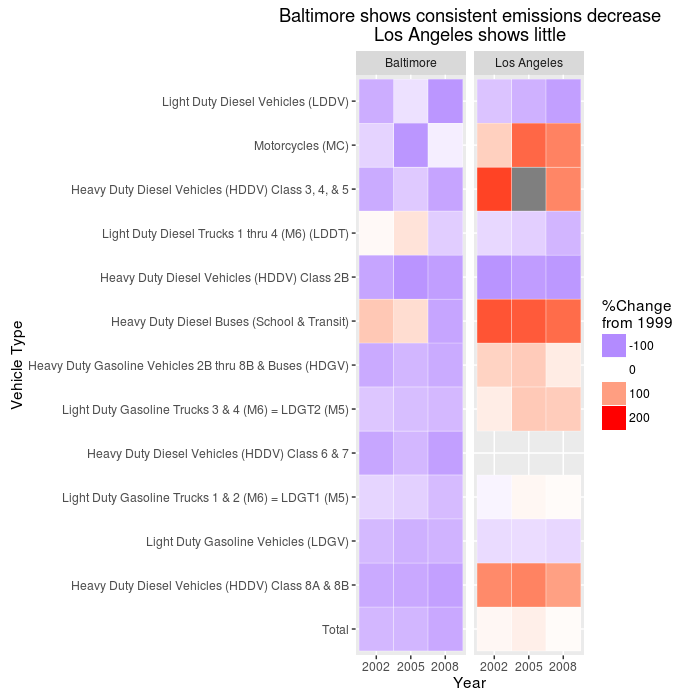 Baltimore shows consistent emissions decrease
Los Angeles shows little
Baltimore
Los Angeles
Vehicle Type
Light Duty Diesel Vehicles (LDDV)
Motorcycles (MC)
Heavy Duty Diesel Vehicles (HDDV) Class 3, 4, & 5
Light Duty Diesel Trucks 1 thru 4 (M6) (LDDT)
Heavy Duty Diesel Vehicles (HDDV) Class 2B
Heavy Duty Diesel Buses (School & Transit)
Heavy Duty Gasoline Vehicles 2B thru 8B & Buses (HDGV)
Light Duty Gasoline Trucks 3 & 4 (M6) = LDGT2 (M5)
Heavy Duty Diesel Vehicles (HDDV) Class 6 & 7
Light Duty Gasoline Trucks 1 & 2 (M6) = LDGT1 (M5)
Light Duty Gasoline Vehicles (LDGV)
Heavy Duty Diesel Vehicles (HDDV) Class 8A & 8B
Total
2002 2005 2008
2002 2005 2008
Year
%Change
from 1999
-100
0
100
200